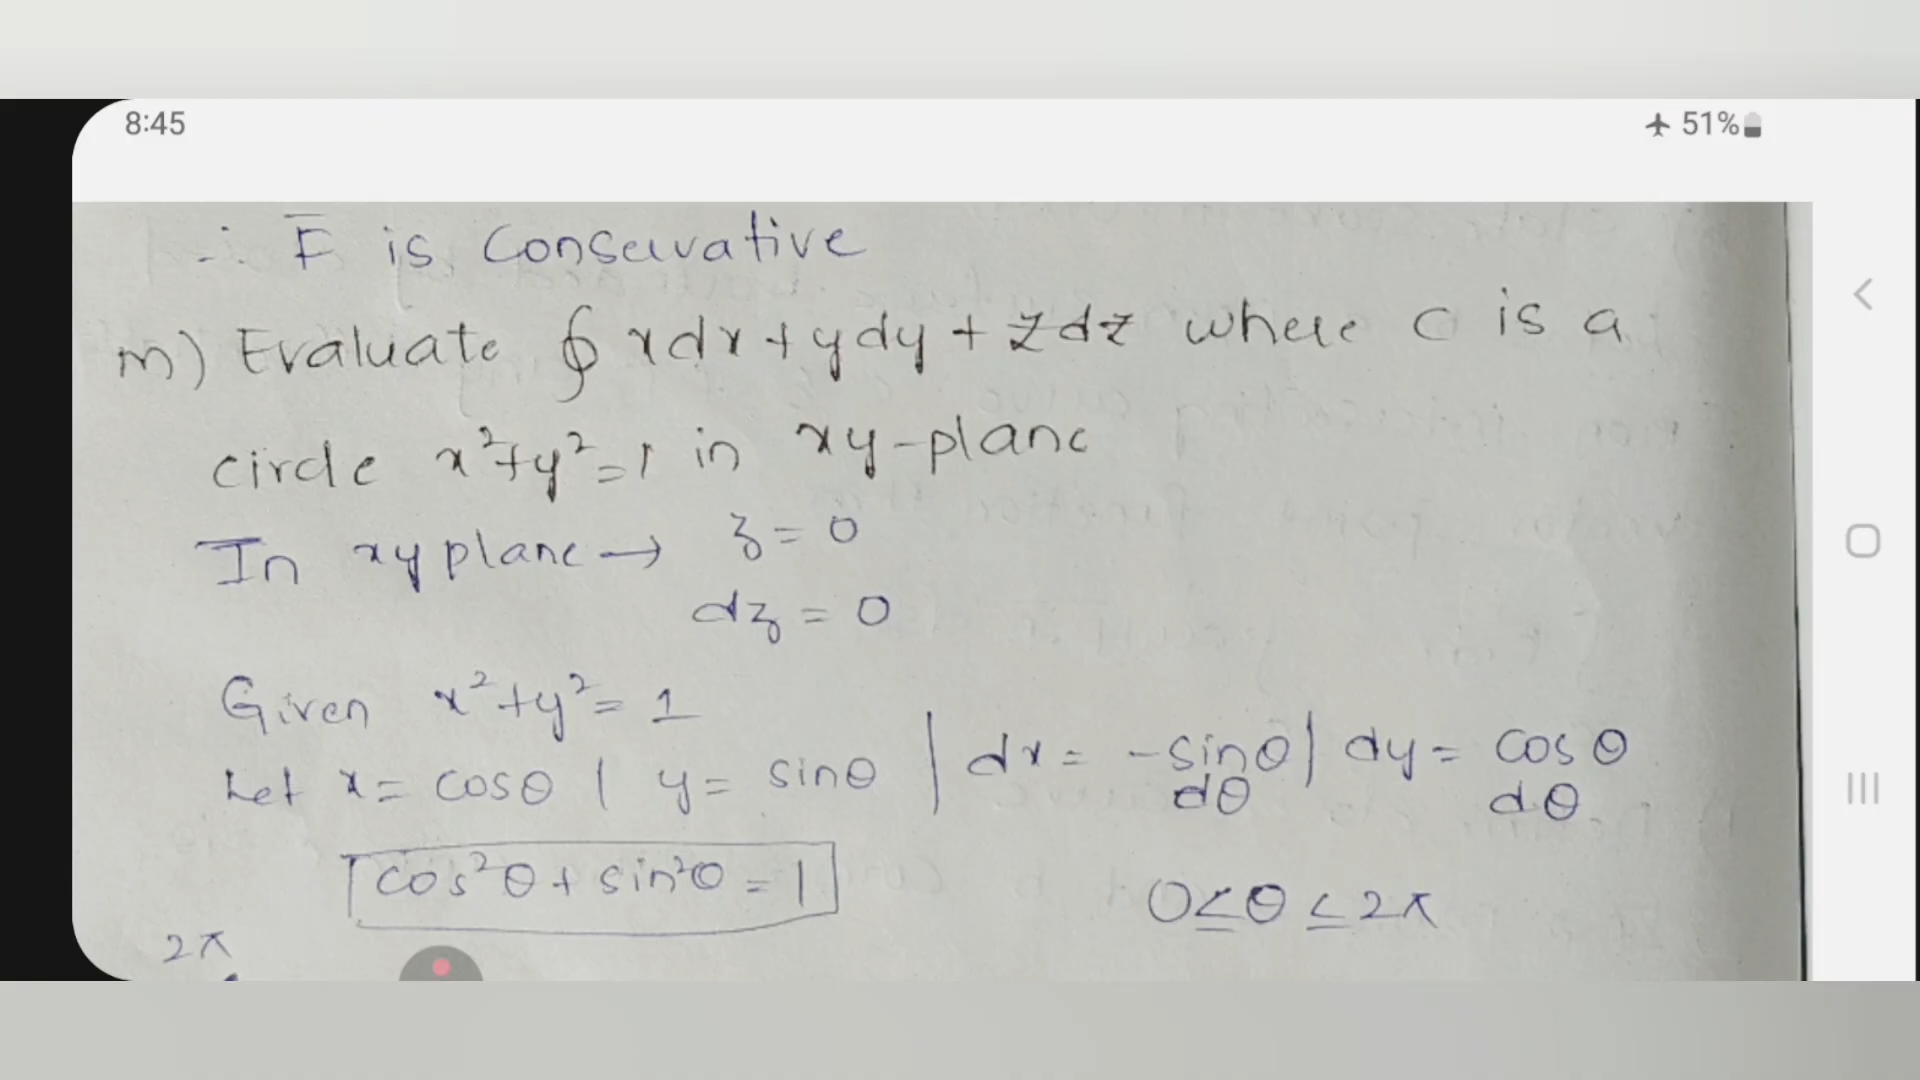 8:45
51%
∴ F̅ is Conservative
m) Evaluate ∮ xdx + ydy + zdz where C is a
circle x²+y²=1 in xy-plane
In xy plane → z = 0
dz = 0
Given x²+y²= 1
Let x= cosθ | y= sinθ | dx= -sinθ dθ | dy= cosθ dθ
cos²θ + sin²θ = 1
0≤θ≤2π
2π